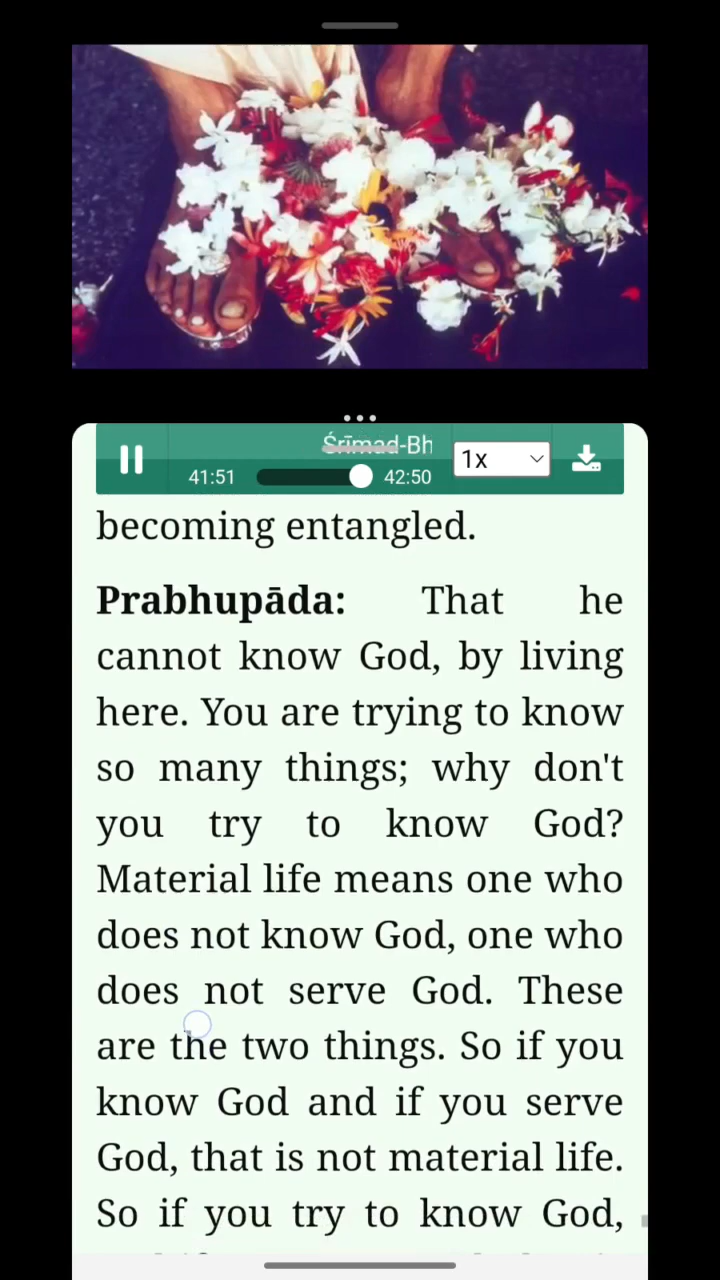 Śrīmad-Bh
41:51
42:50
1x
becoming entangled.
Prabhupāda: That he
cannot know God, by living
here. You are trying to know
so many things; why don't
you try to know God?
Material life means one who
does not know God, one who
does not serve God. These
are the two things. So if you
know God and if you serve
God, that is not material life.
So if you try to know God,